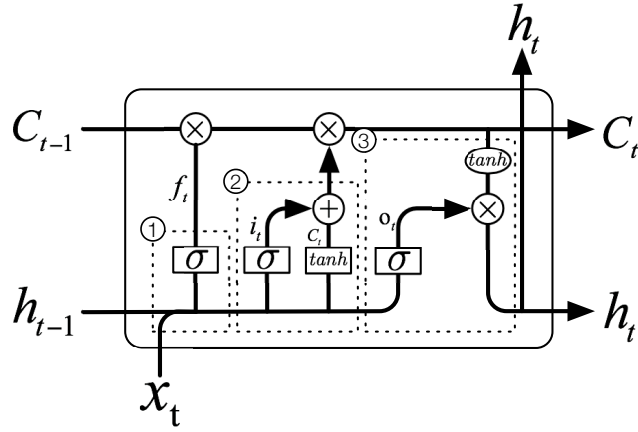 h_t
C_{t-1}
×
×
③
C_t
tanh
f_t
②
i_t
+
C_t
o_t
×
①
σ
σ
tanh
σ
h_{t-1}
h_t
x_t